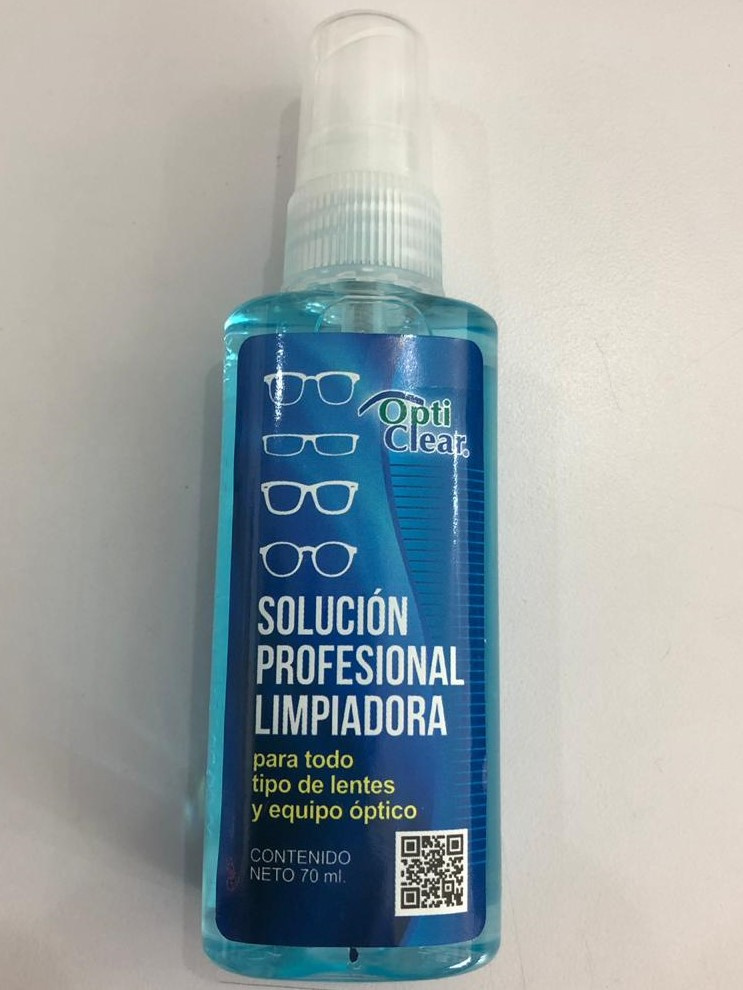 Opti
Clear®
SOLUCIÓN
PROFESIONAL
LIMPIADORA
para todo
tipo de lentes
y equipo óptico
CONTENIDO
NETO 70 ml.